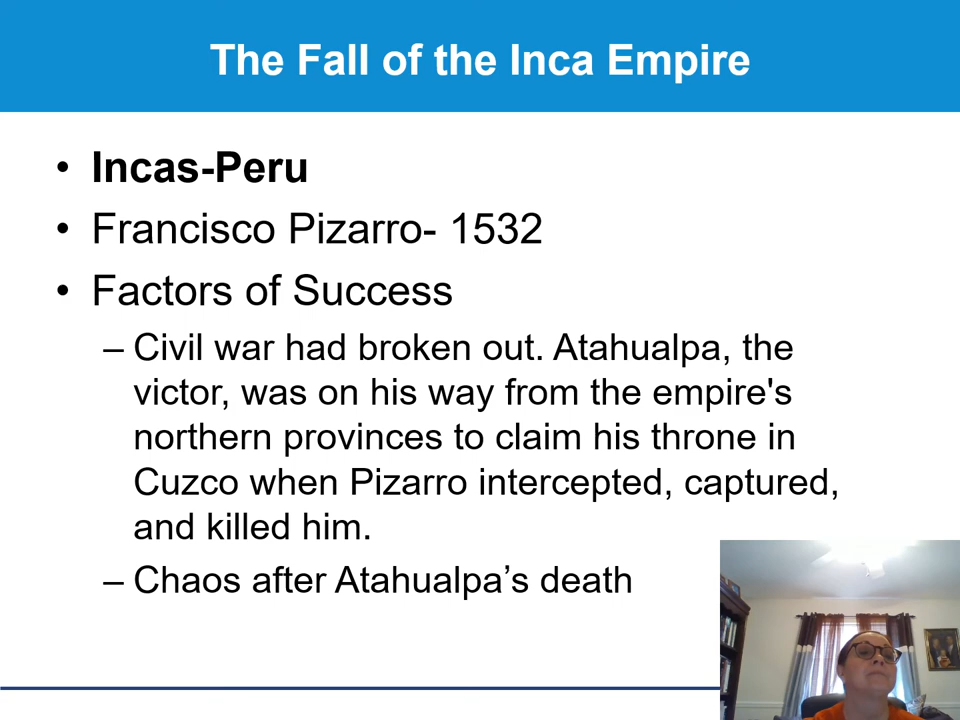 The Fall of the Inca Empire
• Incas-Peru
• Francisco Pizarro- 1532
• Factors of Success
– Civil war had broken out. Atahualpa, the
victor, was on his way from the empire's
northern provinces to claim his throne in
Cuzco when Pizarro intercepted, captured,
and killed him.
– Chaos after Atahualpa’s death